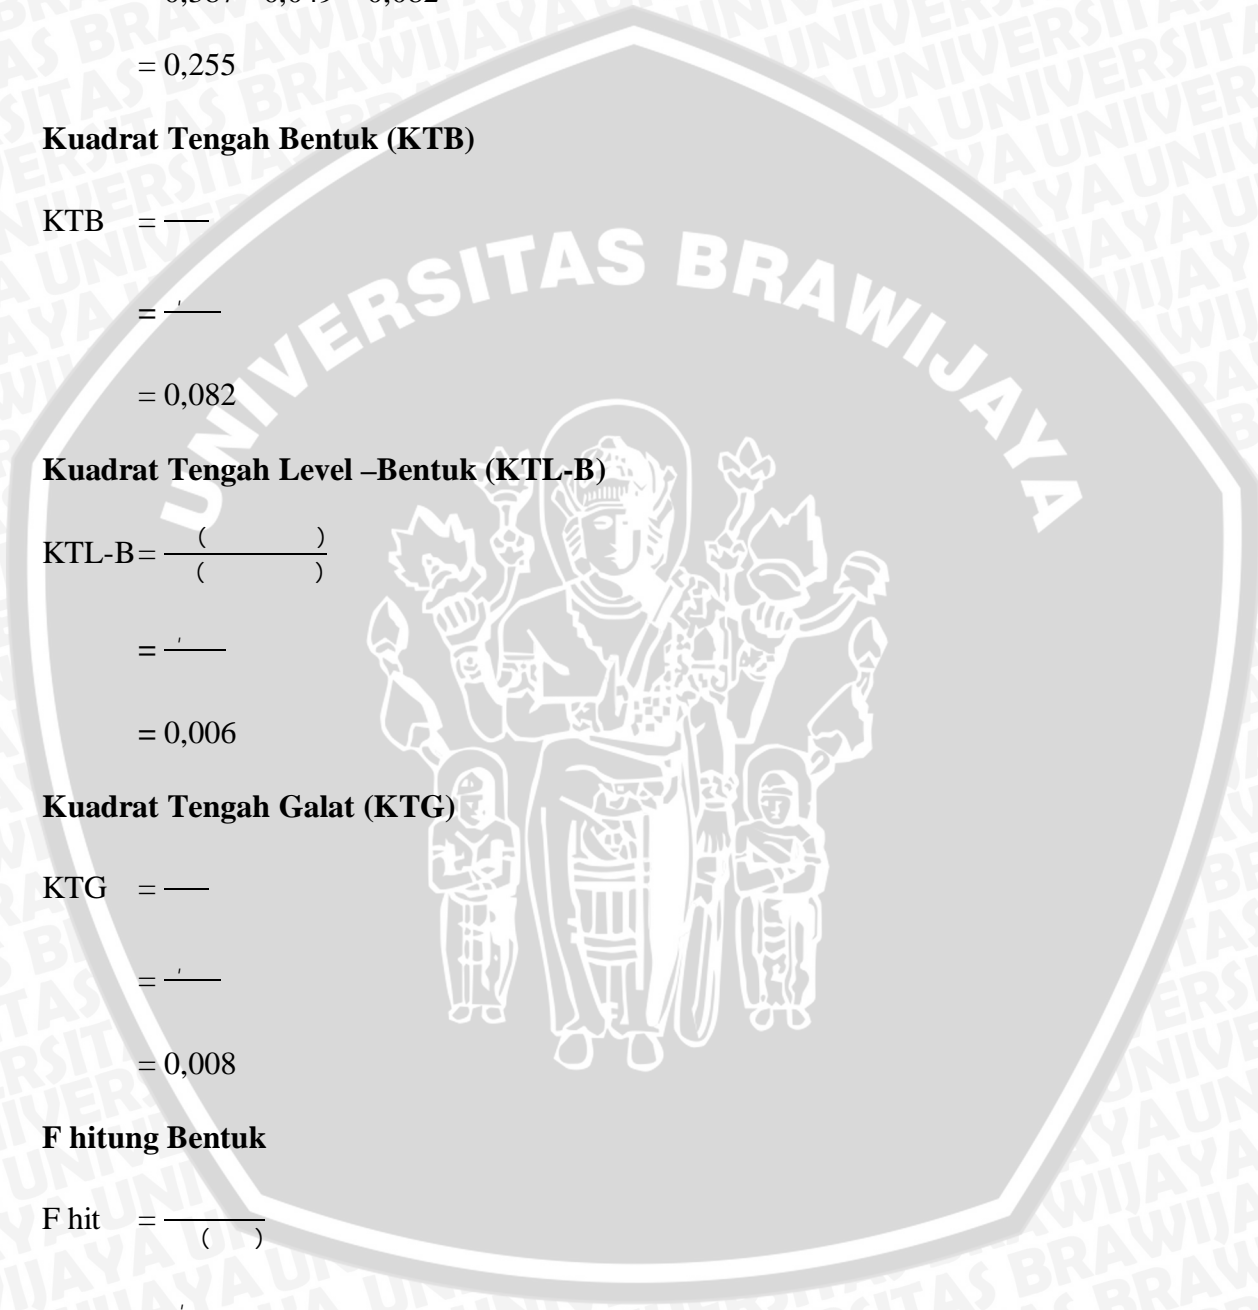 = 0,255
Kuadrat Tengah Bentuk (KTB)
KTB =
= ,
= 0,082
Kuadrat Tengah Level –Bentuk (KTL-B)
KTL-B= ( )
( )
= ,
= 0,006
Kuadrat Tengah Galat (KTG)
KTG =
= ,
= 0,008
F hitung Bentuk
F hit =
( )
UNIVERSITAS BRAWIJAYA